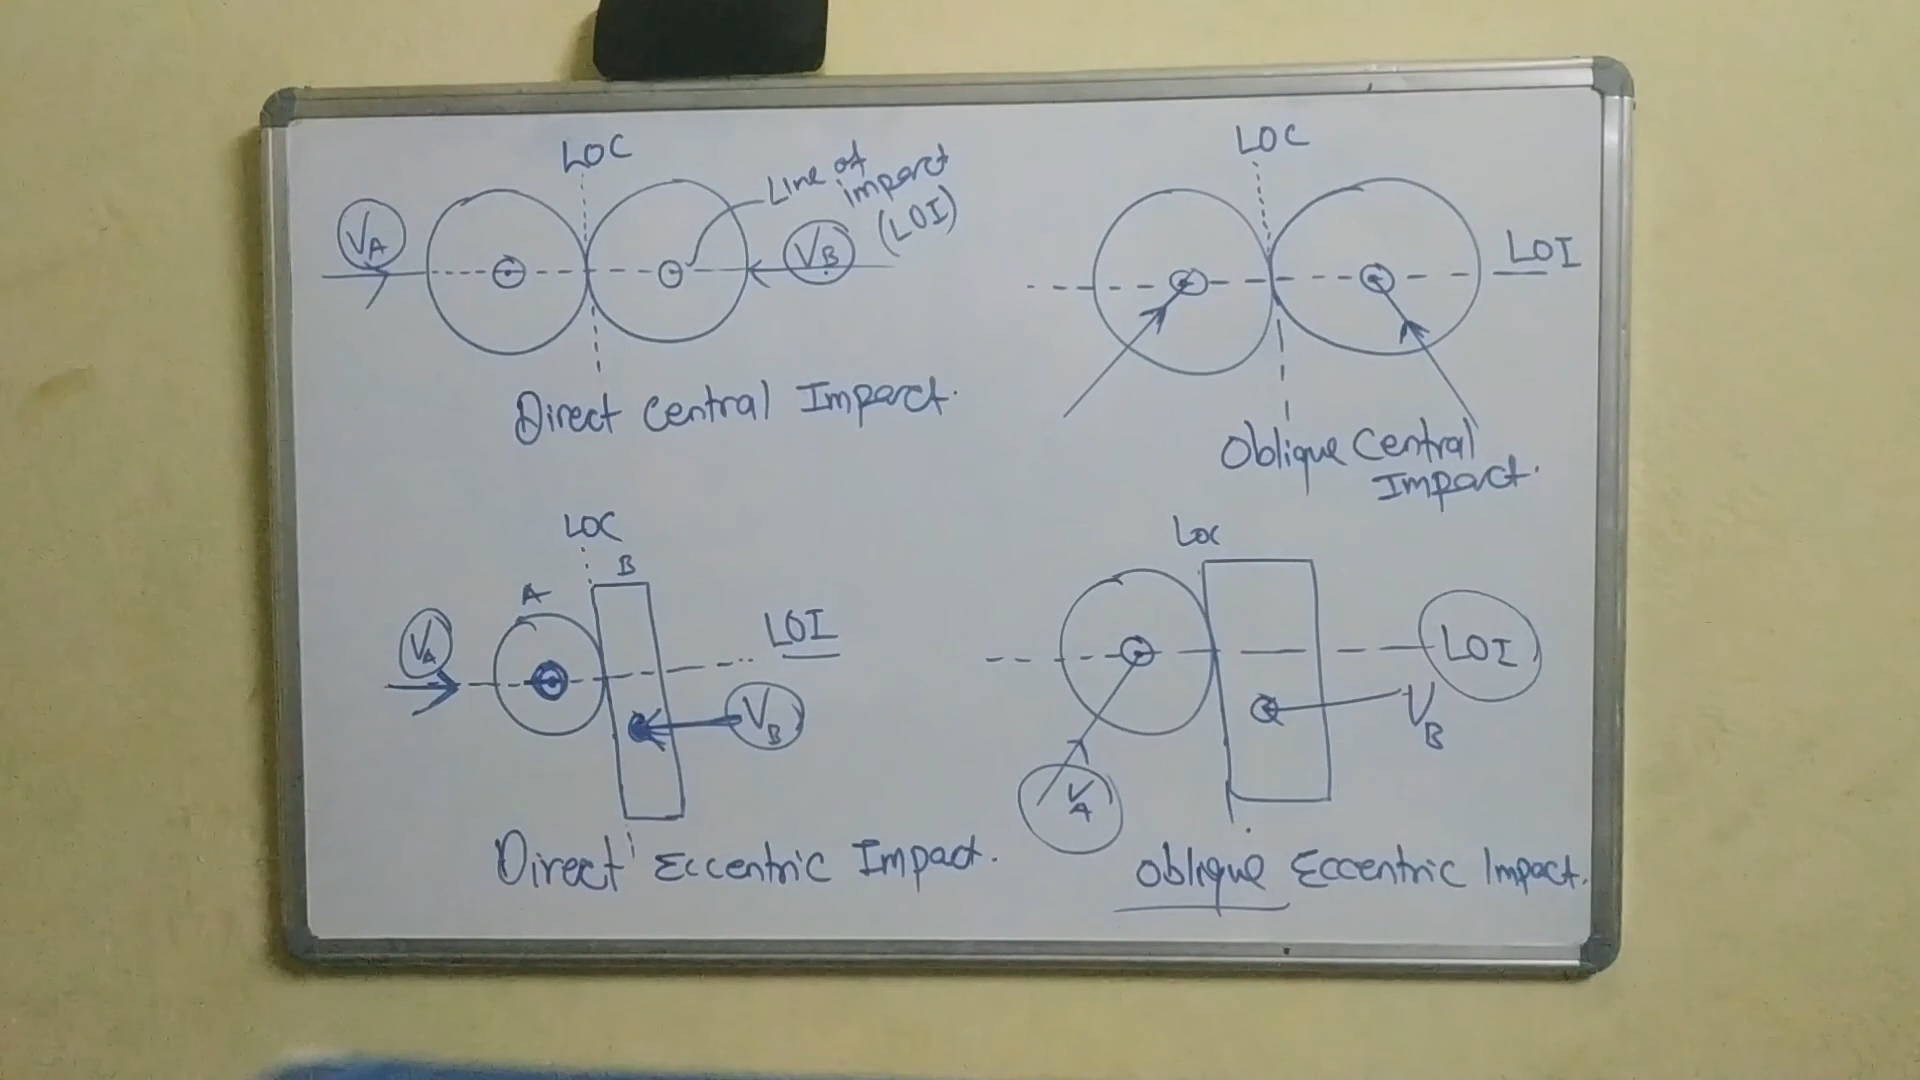 LOC
Line of
impact
(LOI)
VA
VB
Direct Central Impact.
LOC
LOI
Oblique Central
Impact.
LOC
B
A
VA
LOI
VB
Direct Eccentric Impact.
LOC
LOI
VB
VA
Oblique Eccentric Impact.